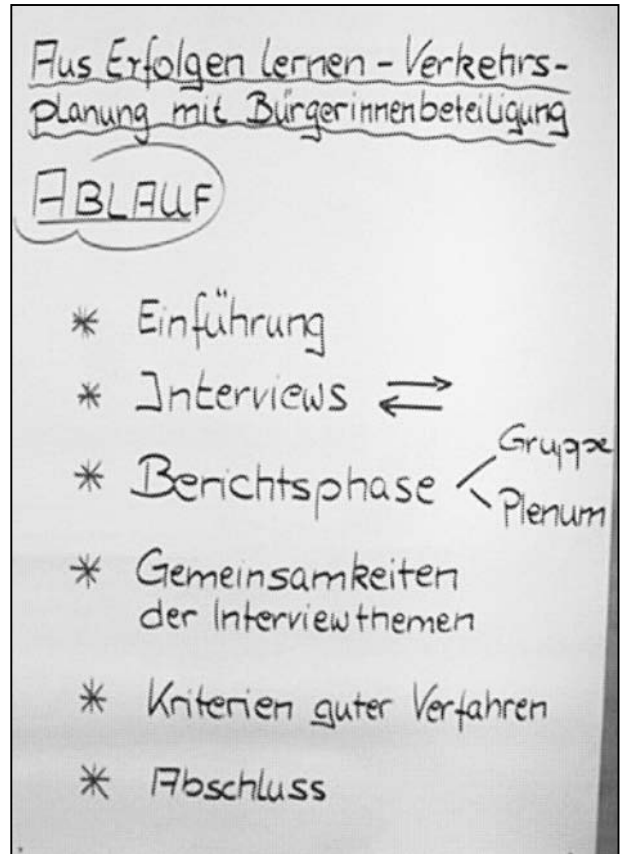 Aus Erfolgen lernen - Verkehrs-
planung mit Bürgerinnenbeteiligung
ABLAUF
* Einführung
* Interviews ⇄
* Berichtsphase
Gruppe
Plenum
* Gemeinsamkeiten
der Interviewthemen
* Kriterien guter Verfahren
* Abschluss